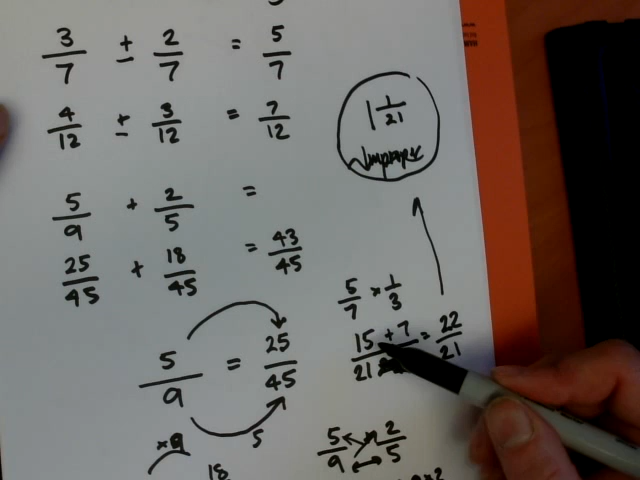 3/7 ± 2/7 = 5/7
4/12 ± 3/12 = 7/12
1 1/21
5/9 + 2/5 =
25/45 + 18/45 = 43/45
5/7 × 1/3
15 + 7 / 21 = 22/21
5/9 = 25/45
5
18
5/9 × 2/5